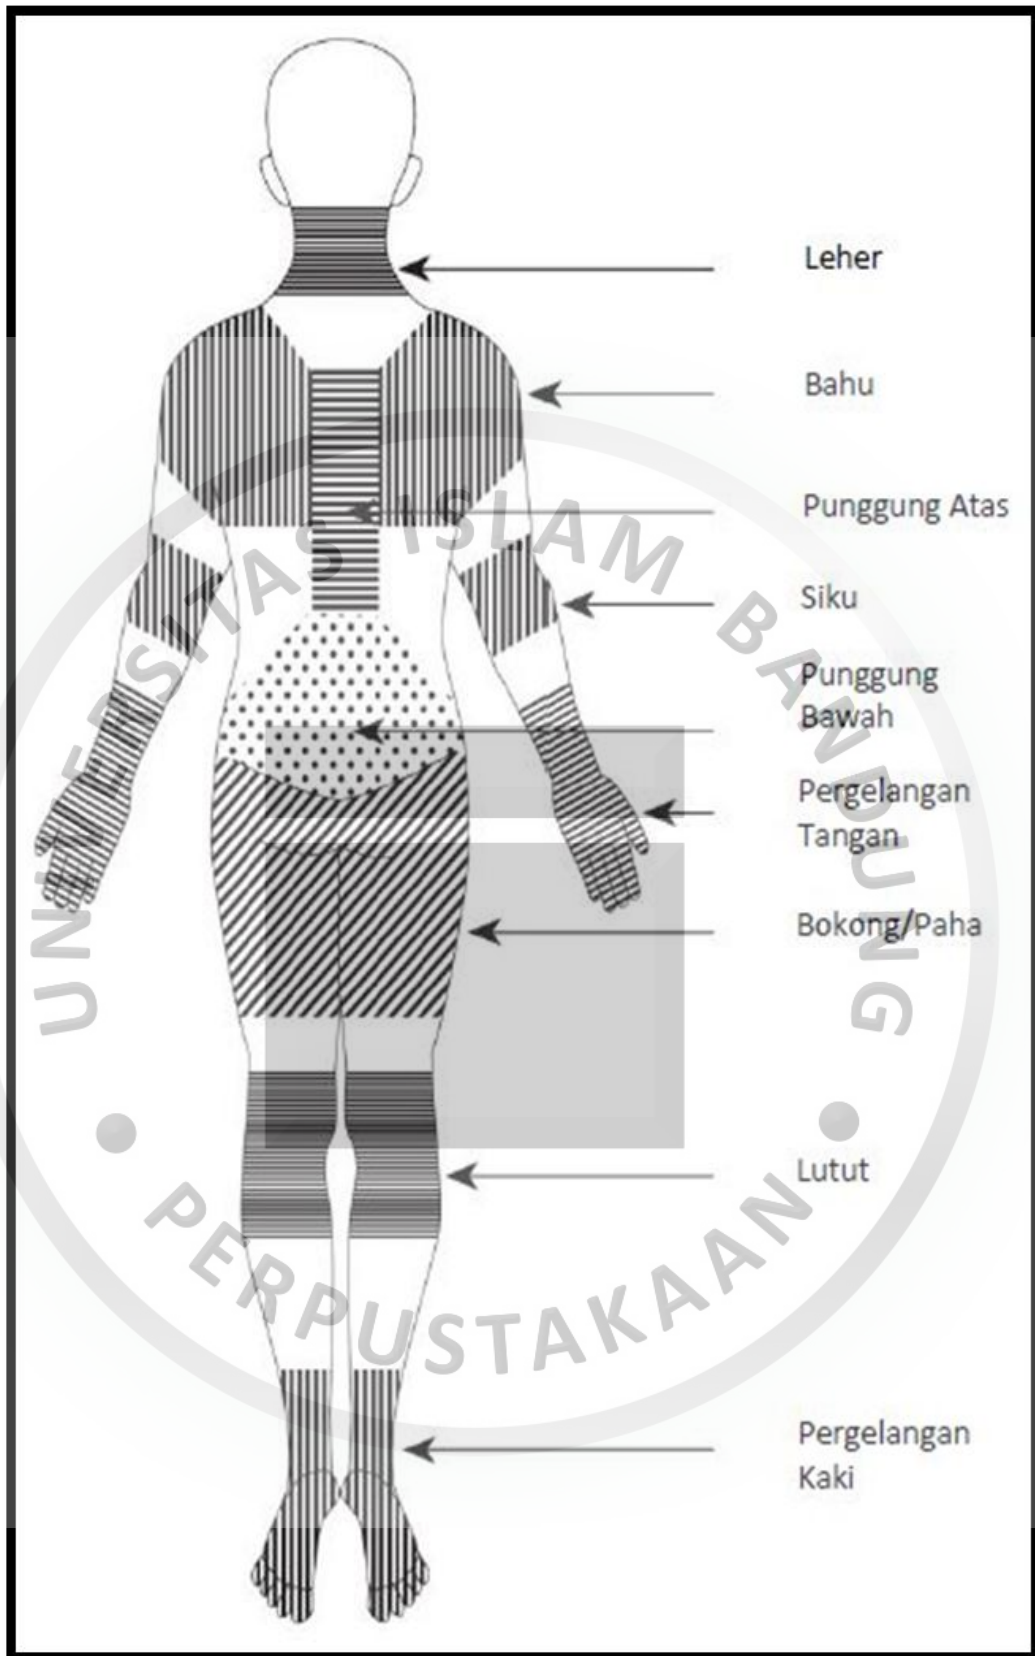 Leher
Bahu
Punggung Atas
Siku
Punggung
Bawah
Pergelangan
Tangan
Bokong/Paha
Lutut
Pergelangan
Kaki
UNIVERSITAS ISLAM BANDUNG
PERPUSTAKAAN